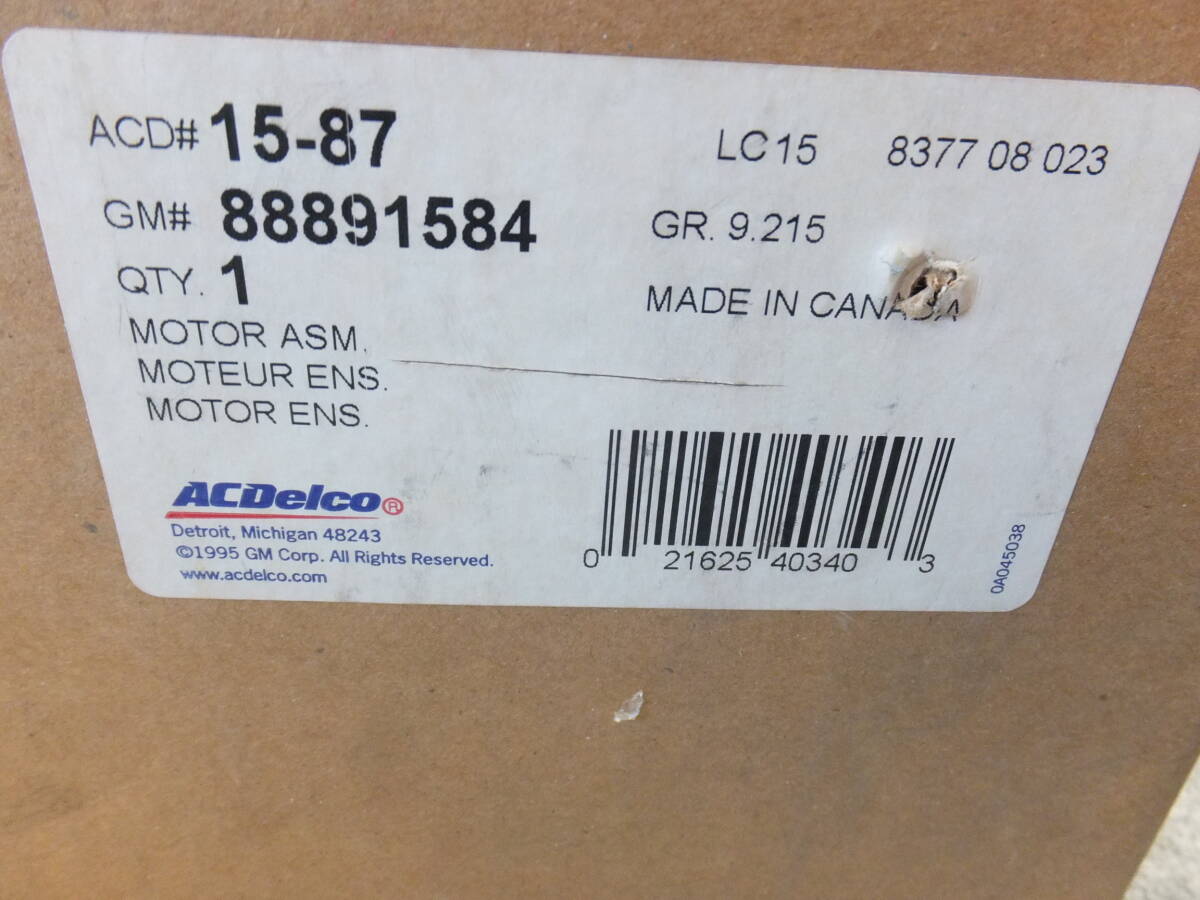 ACD# 15-87
LC15 8377 08 023
GM# 88891584
GR. 9.215
QTY. 1
MADE IN CANADA
MOTOR ASM.
MOTEUR ENS.
MOTOR ENS.
ACDelco®
Detroit, Michigan 48243
©1995 GM Corp. All Rights Reserved.
www.acdelco.com
0 21625 40340 3
0A045038